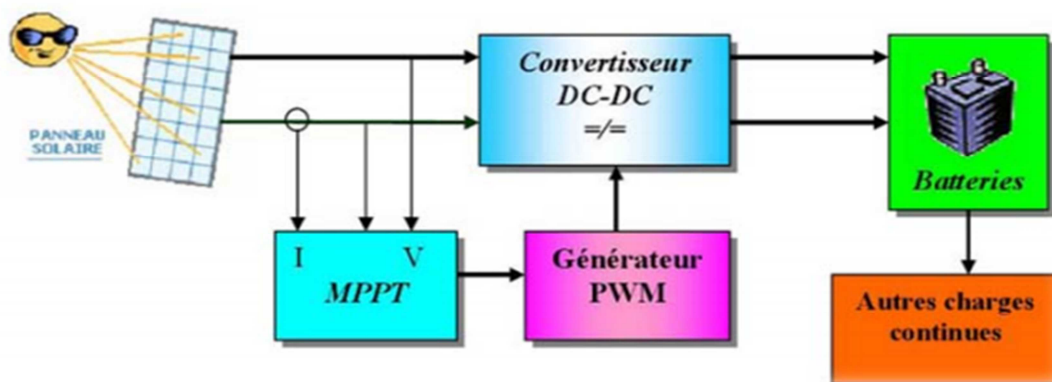 PANNEAU
SOLAIRE
Convertisseur
DC-DC
=/=
Batteries
I V
MPPT
Générateur
PWM
Autres charges
continues